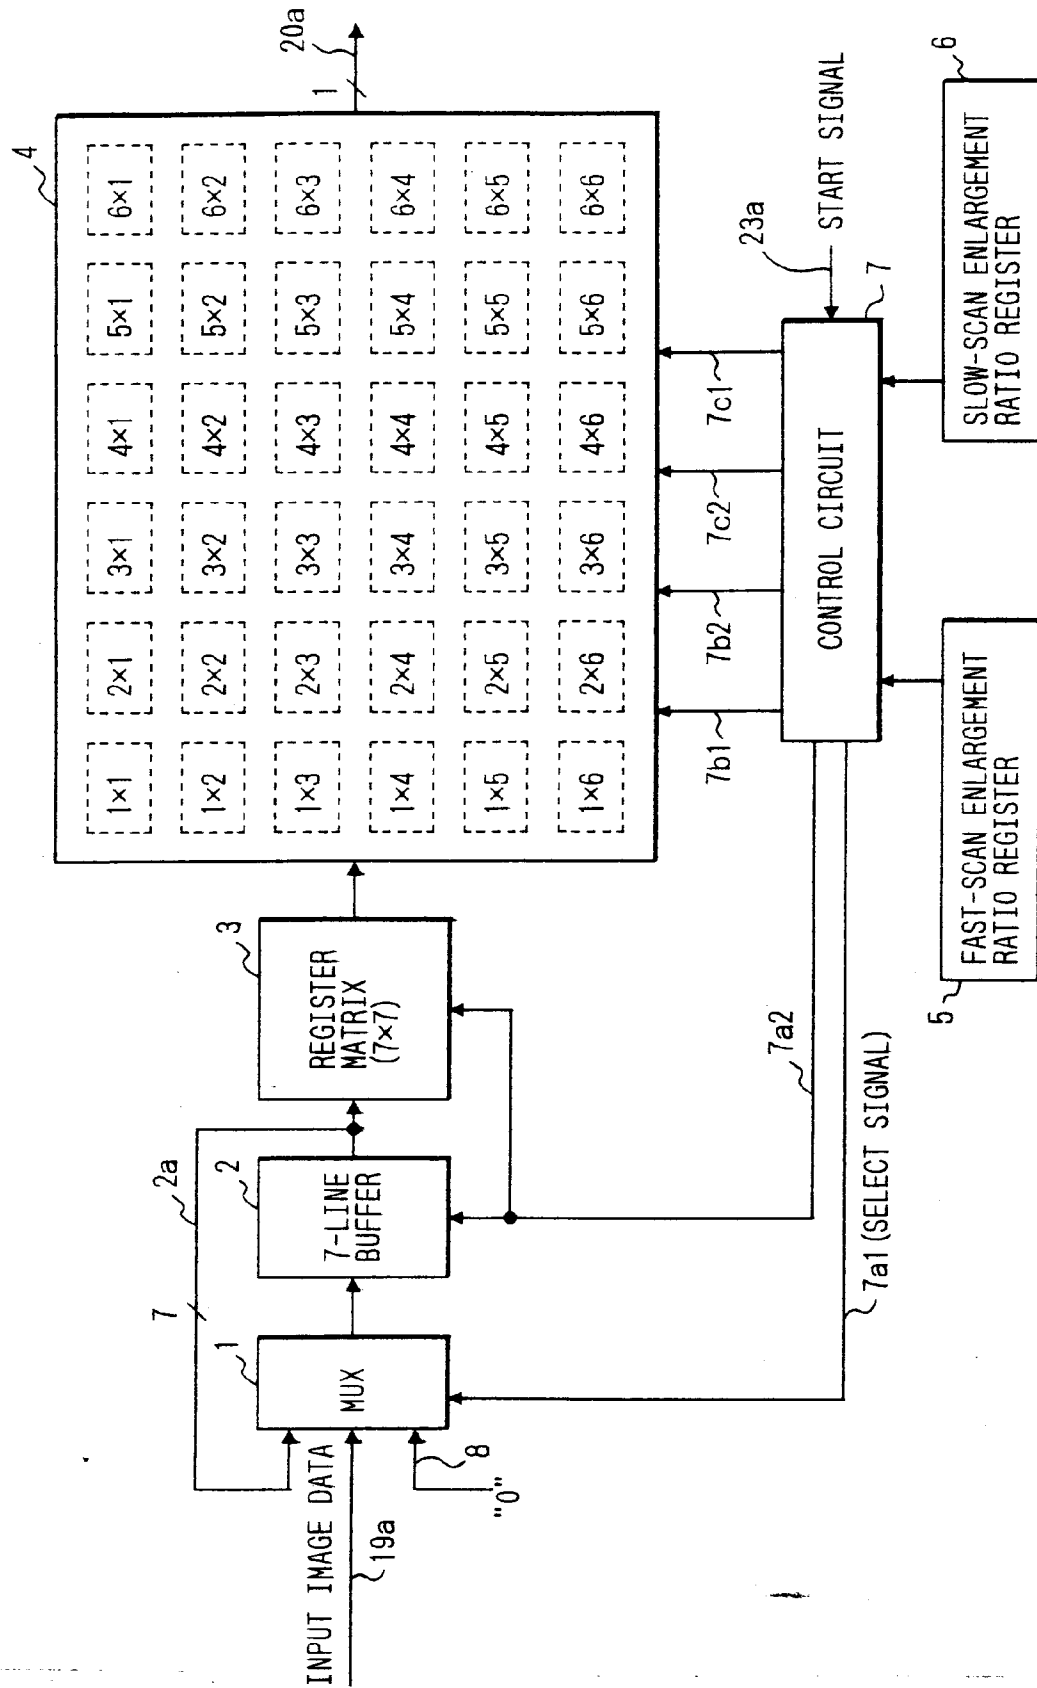 4
1×1 2×1 3×1 4×1 5×1 6×1
1×2 2×2 3×2 4×2 5×2 6×2
1×3 2×3 3×3 4×3 5×3 6×3
1×4 2×4 3×4 4×4 5×4 6×4
1×5 2×5 3×5 4×5 5×5 6×5
1×6 2×6 3×6 4×6 5×6 6×6
1
20a
7
2a
1
MUX
2
7-LINE
BUFFER
3
REGISTER
MATRIX
(7×7)
INPUT IMAGE DATA
19a
8
"0"
7b1
7b2
7c2
7c1
23a
START SIGNAL
7
CONTROL CIRCUIT
7a2
7a1 (SELECT SIGNAL)
5
FAST-SCAN ENLARGEMENT
RATIO REGISTER
6
SLOW-SCAN ENLARGEMENT
RATIO REGISTER